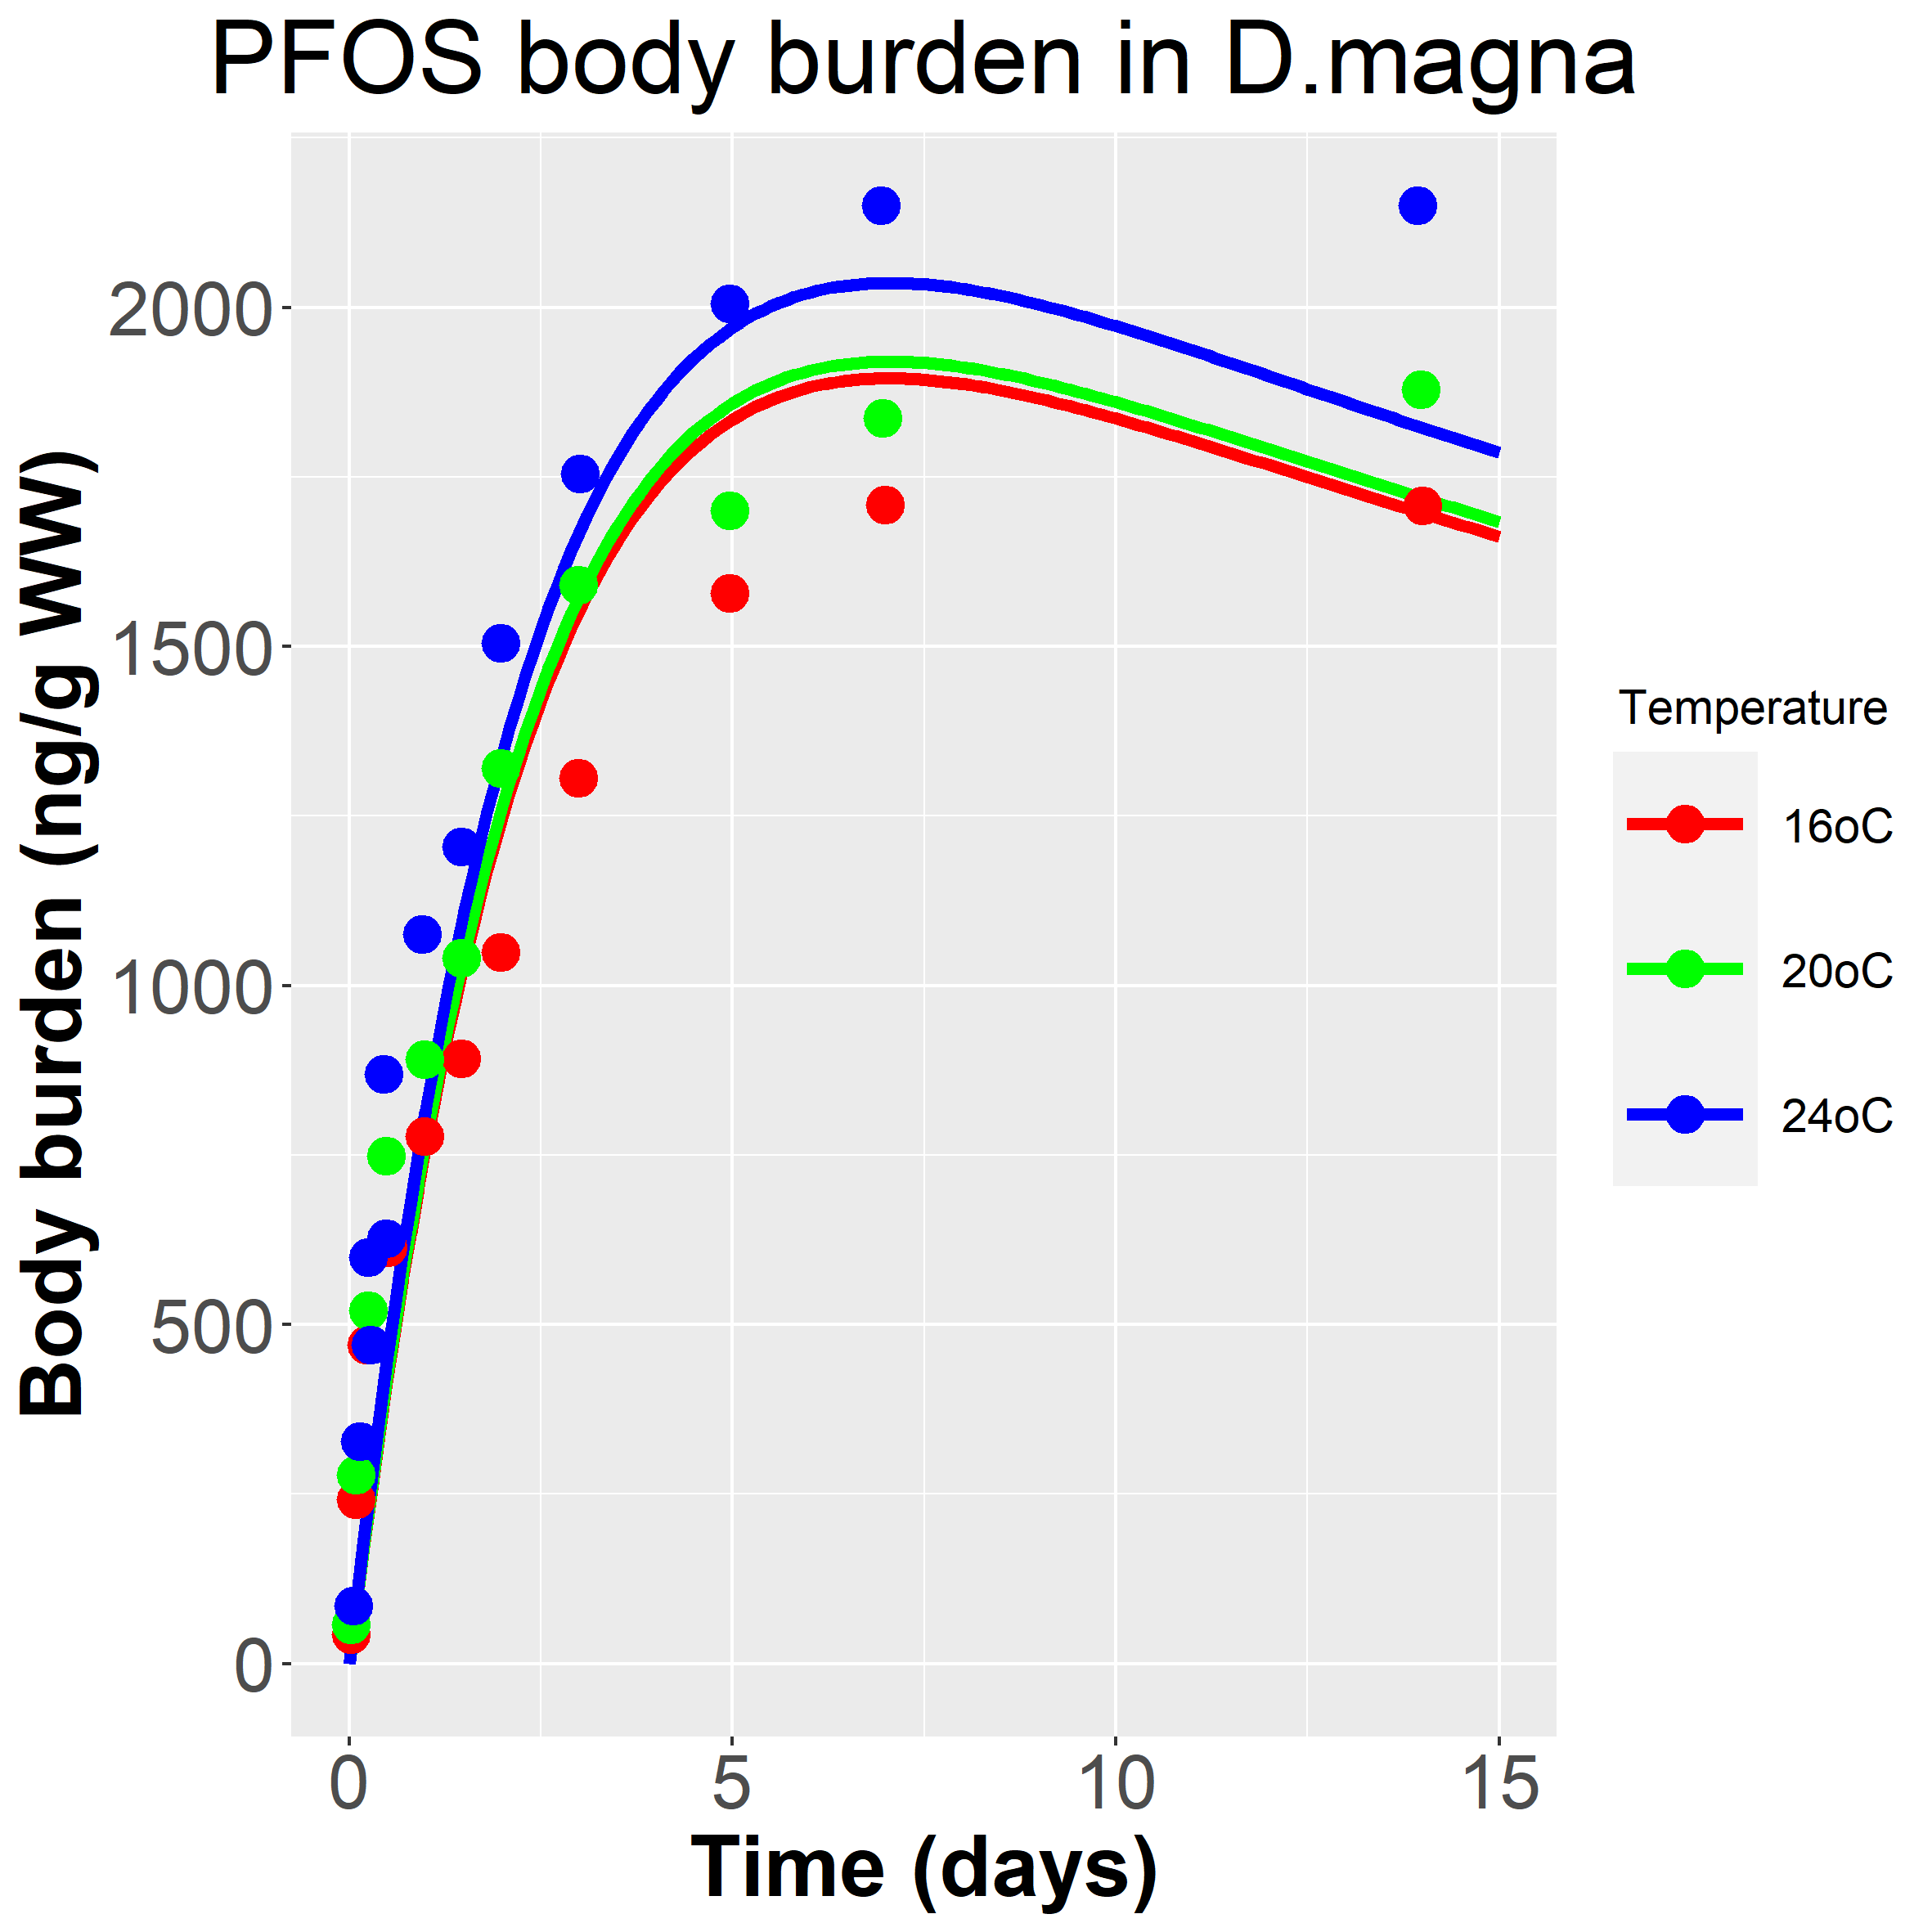 PFOS body burden in D.magna
Body burden (ng/g WW)
2000
1500
1000
500
0
0 5 10 15
Time (days)
Temperature
16oC
20oC
24oC